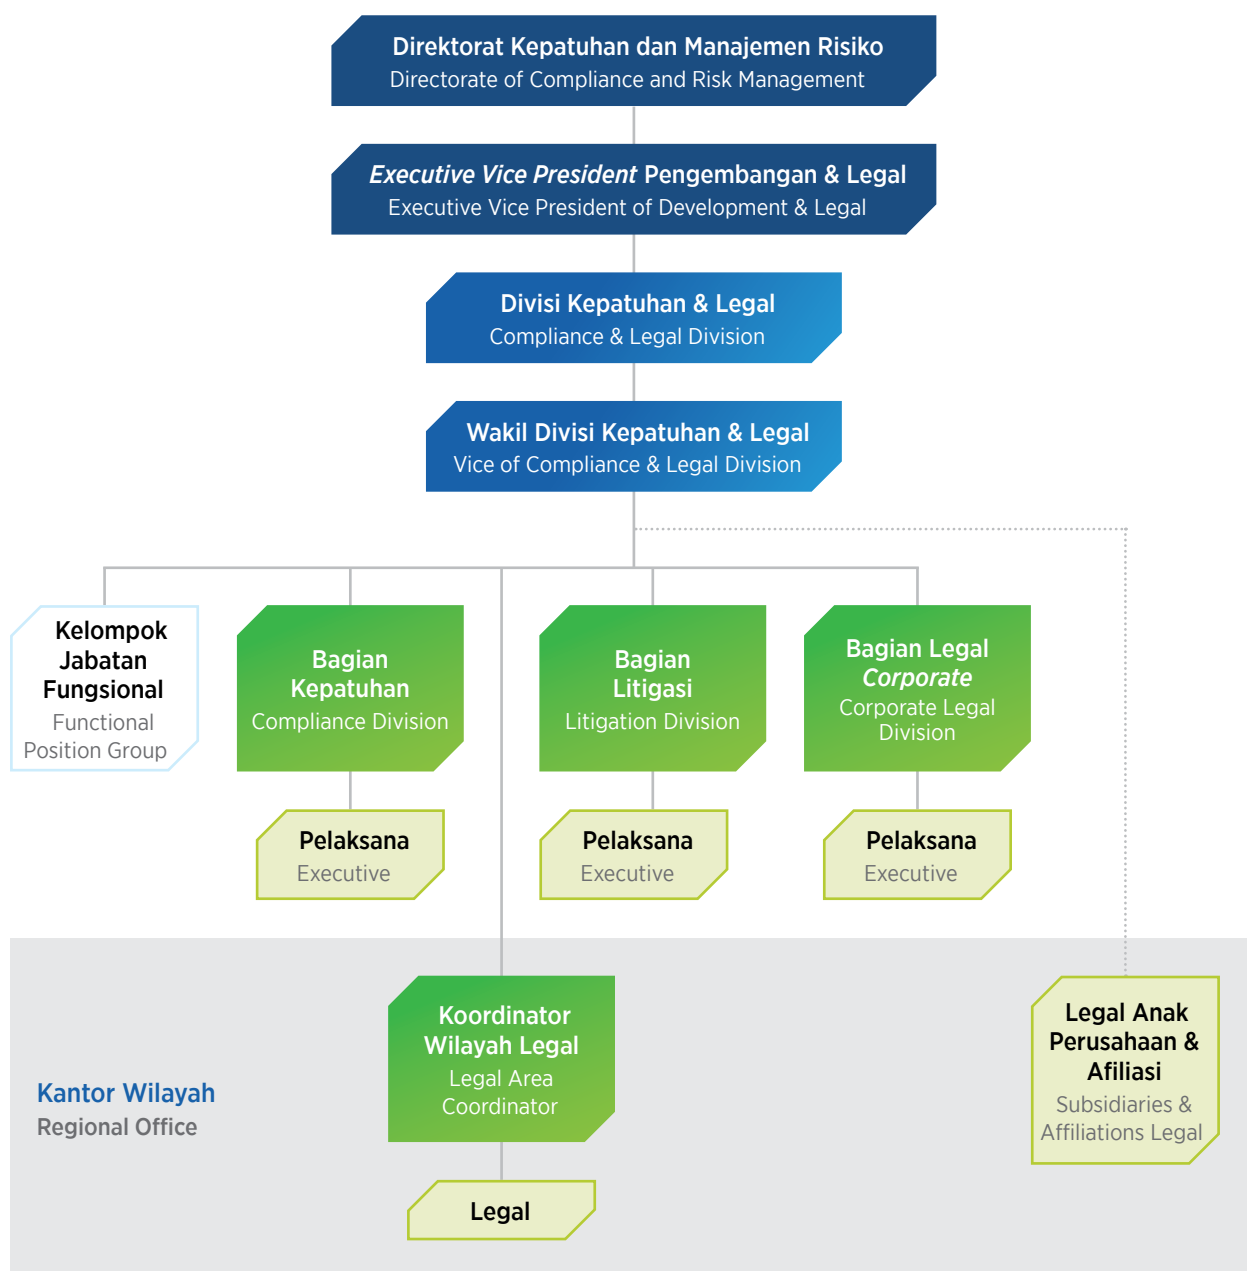 Direktorat Kepatuhan dan Manajemen Risiko
Directorate of Compliance and Risk Management
Executive Vice President Pengembangan & Legal
Executive Vice President of Development & Legal
Divisi Kepatuhan & Legal
Compliance & Legal Division
Wakil Divisi Kepatuhan & Legal
Vice of Compliance & Legal Division
Kelompok
Jabatan
Fungsional
Functional
Position Group
Bagian
Kepatuhan
Compliance Division
Bagian
Litigasi
Litigation Division
Bagian Legal
Corporate
Corporate Legal
Division
Pelaksana
Executive
Pelaksana
Executive
Pelaksana
Executive
Kantor Wilayah
Regional Office
Koordinator
Wilayah Legal
Legal Area
Coordinator
Legal
Legal Anak
Perusahaan &
Afiliasi
Subsidiaries &
Affiliations Legal